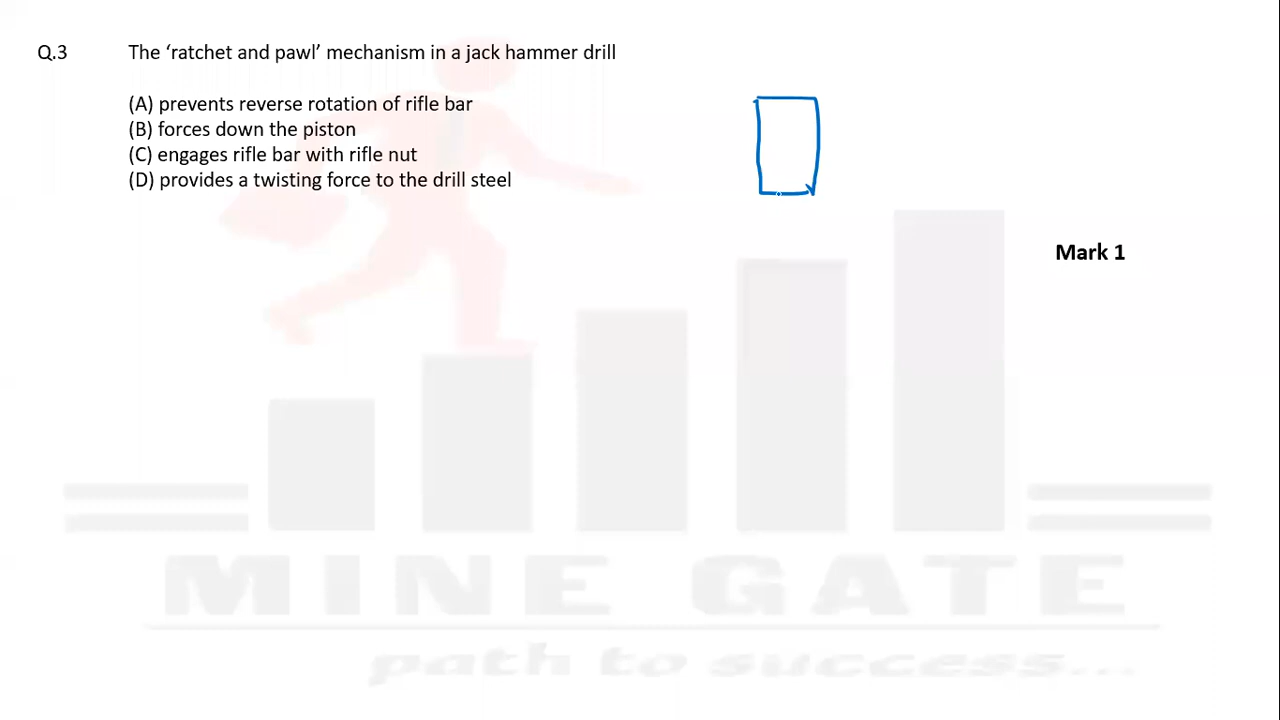 Q.3 The ‘ratchet and pawl’ mechanism in a jack hammer drill
(A) prevents reverse rotation of rifle bar
(B) forces down the piston
(C) engages rifle bar with rifle nut
(D) provides a twisting force to the drill steel
Mark 1
MINE GATE
path to success...